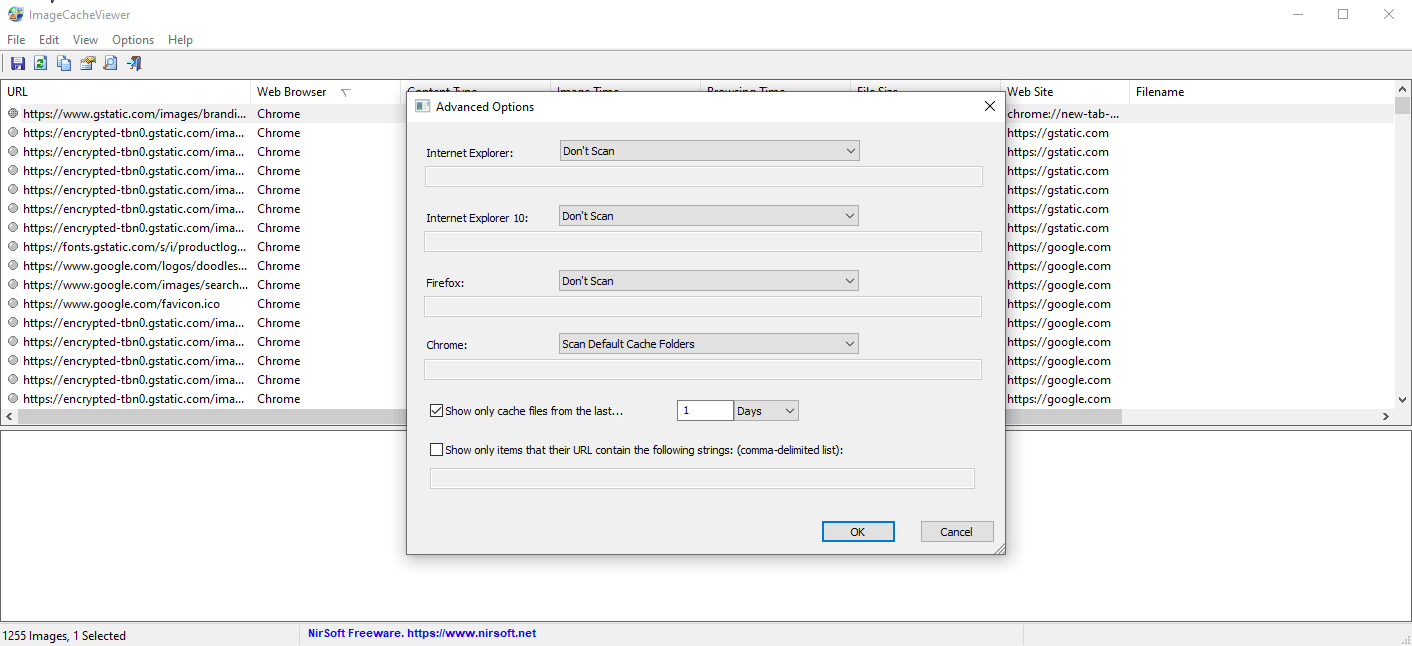 ImageCacheViewer
File Edit View Options Help
URL Web Browser Content Type Image Time Browsing Time File Size Web Site Filename
https://www.gstatic.com/images/brandi... Chrome chrome://new-tab-...
https://encrypted-tbn0.gstatic.com/ima... Chrome https://gstatic.com
https://encrypted-tbn0.gstatic.com/ima... Chrome https://gstatic.com
https://encrypted-tbn0.gstatic.com/ima... Chrome https://gstatic.com
https://encrypted-tbn0.gstatic.com/ima... Chrome https://gstatic.com
https://encrypted-tbn0.gstatic.com/ima... Chrome https://gstatic.com
https://encrypted-tbn0.gstatic.com/ima... Chrome https://gstatic.com
https://fonts.gstatic.com/s/i/productlog... Chrome https://google.com
https://www.google.com/logos/doodles... Chrome https://google.com
https://www.google.com/images/search... Chrome https://google.com
https://www.google.com/favicon.ico Chrome https://google.com
https://encrypted-tbn0.gstatic.com/ima... Chrome https://google.com
https://encrypted-tbn0.gstatic.com/ima... Chrome https://google.com
https://encrypted-tbn0.gstatic.com/ima... Chrome https://google.com
https://encrypted-tbn0.gstatic.com/ima... Chrome https://google.com
https://encrypted-tbn0.gstatic.com/ima... Chrome https://google.com
Advanced Options
Internet Explorer: Don't Scan
Internet Explorer 10: Don't Scan
Firefox: Don't Scan
Chrome: Scan Default Cache Folders
Show only cache files from the last... 1 Days
Show only items that their URL contain the following strings: (comma-delimited list):
OK Cancel
1255 Images, 1 Selected NirSoft Freeware. https://www.nirsoft.net